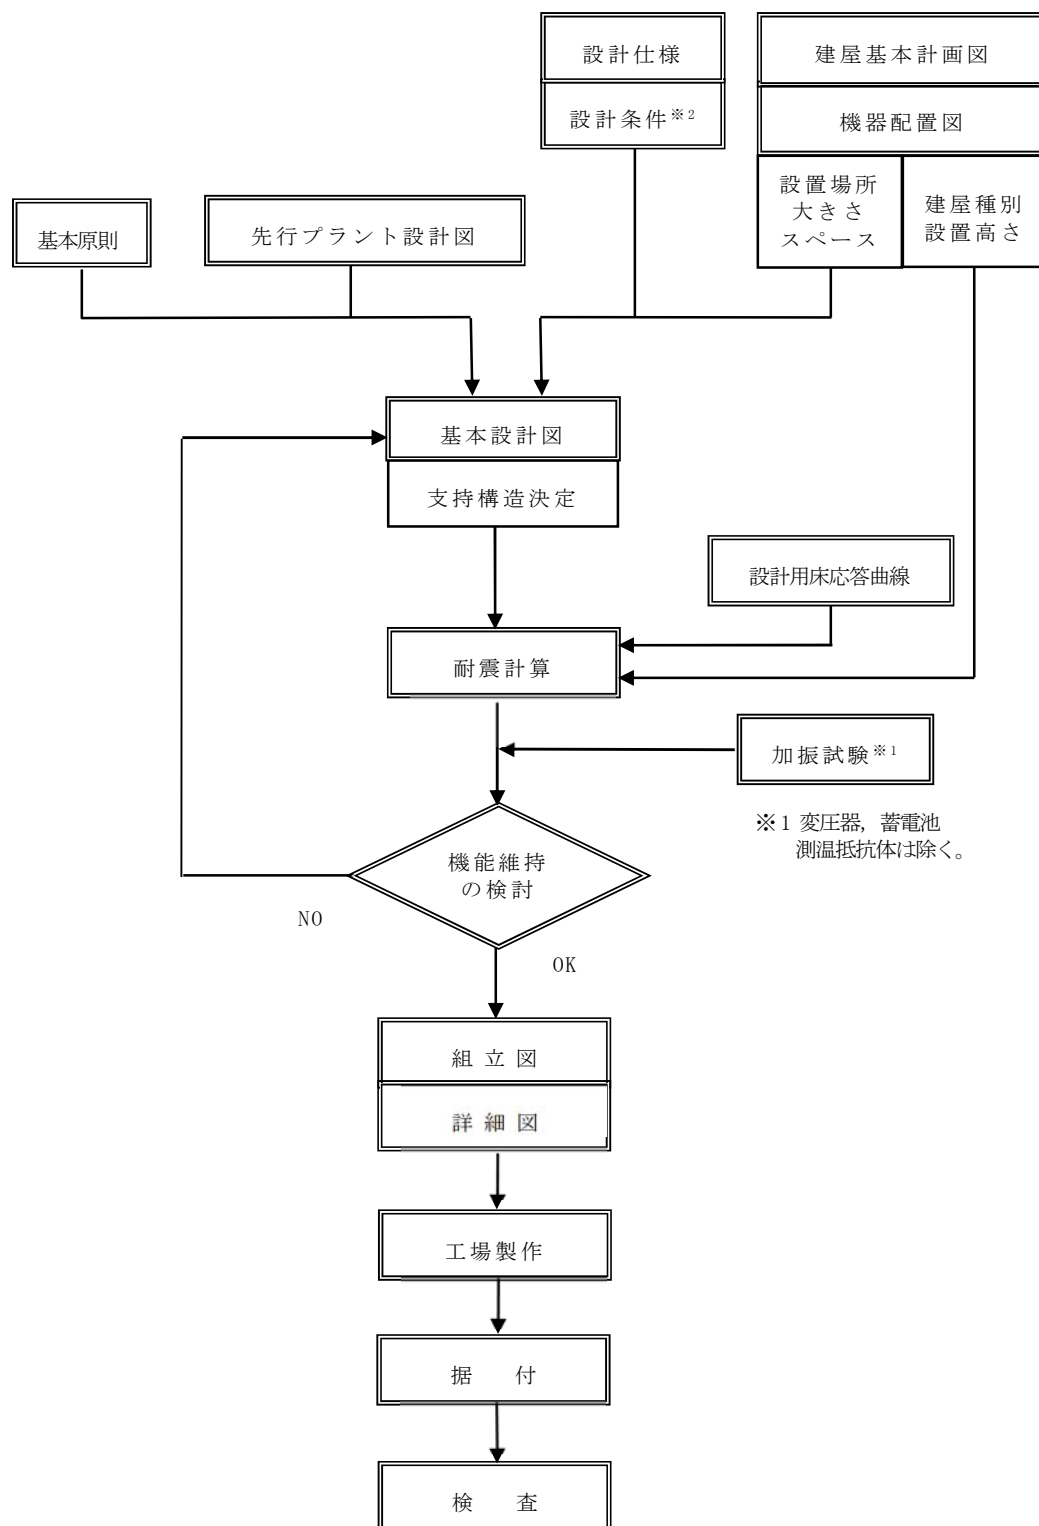 設計仕様
設計条件※2
建屋基本計画図
機器配置図
設置場所
大きさ
スペース
建屋種別
設置高さ
基本原則
先行プラント設計図
基本設計図
支持構造決定
設計用床応答曲線
耐震計算
加振試験※1
※1 変圧器，蓄電池
測温抵抗体は除く。
機能維持
の検討
NO
OK
組立図
詳細図
工場製作
据　付
検　査